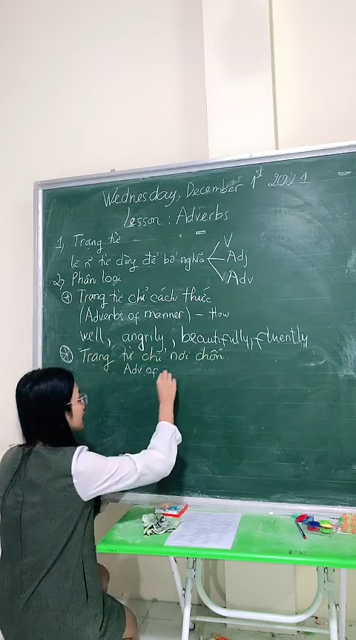 Wednesday, December 1st 2021
Lesson: Adverbs
1, Trạng từ
là từ dùng để bổ nghĩa V
Adj
Adv
2, Phân loại
Trạng từ chỉ cách thức
(Adverbs of manner) – How
well, angrily, beautifully, fluently
Trạng từ chỉ nơi chốn.
Adv of